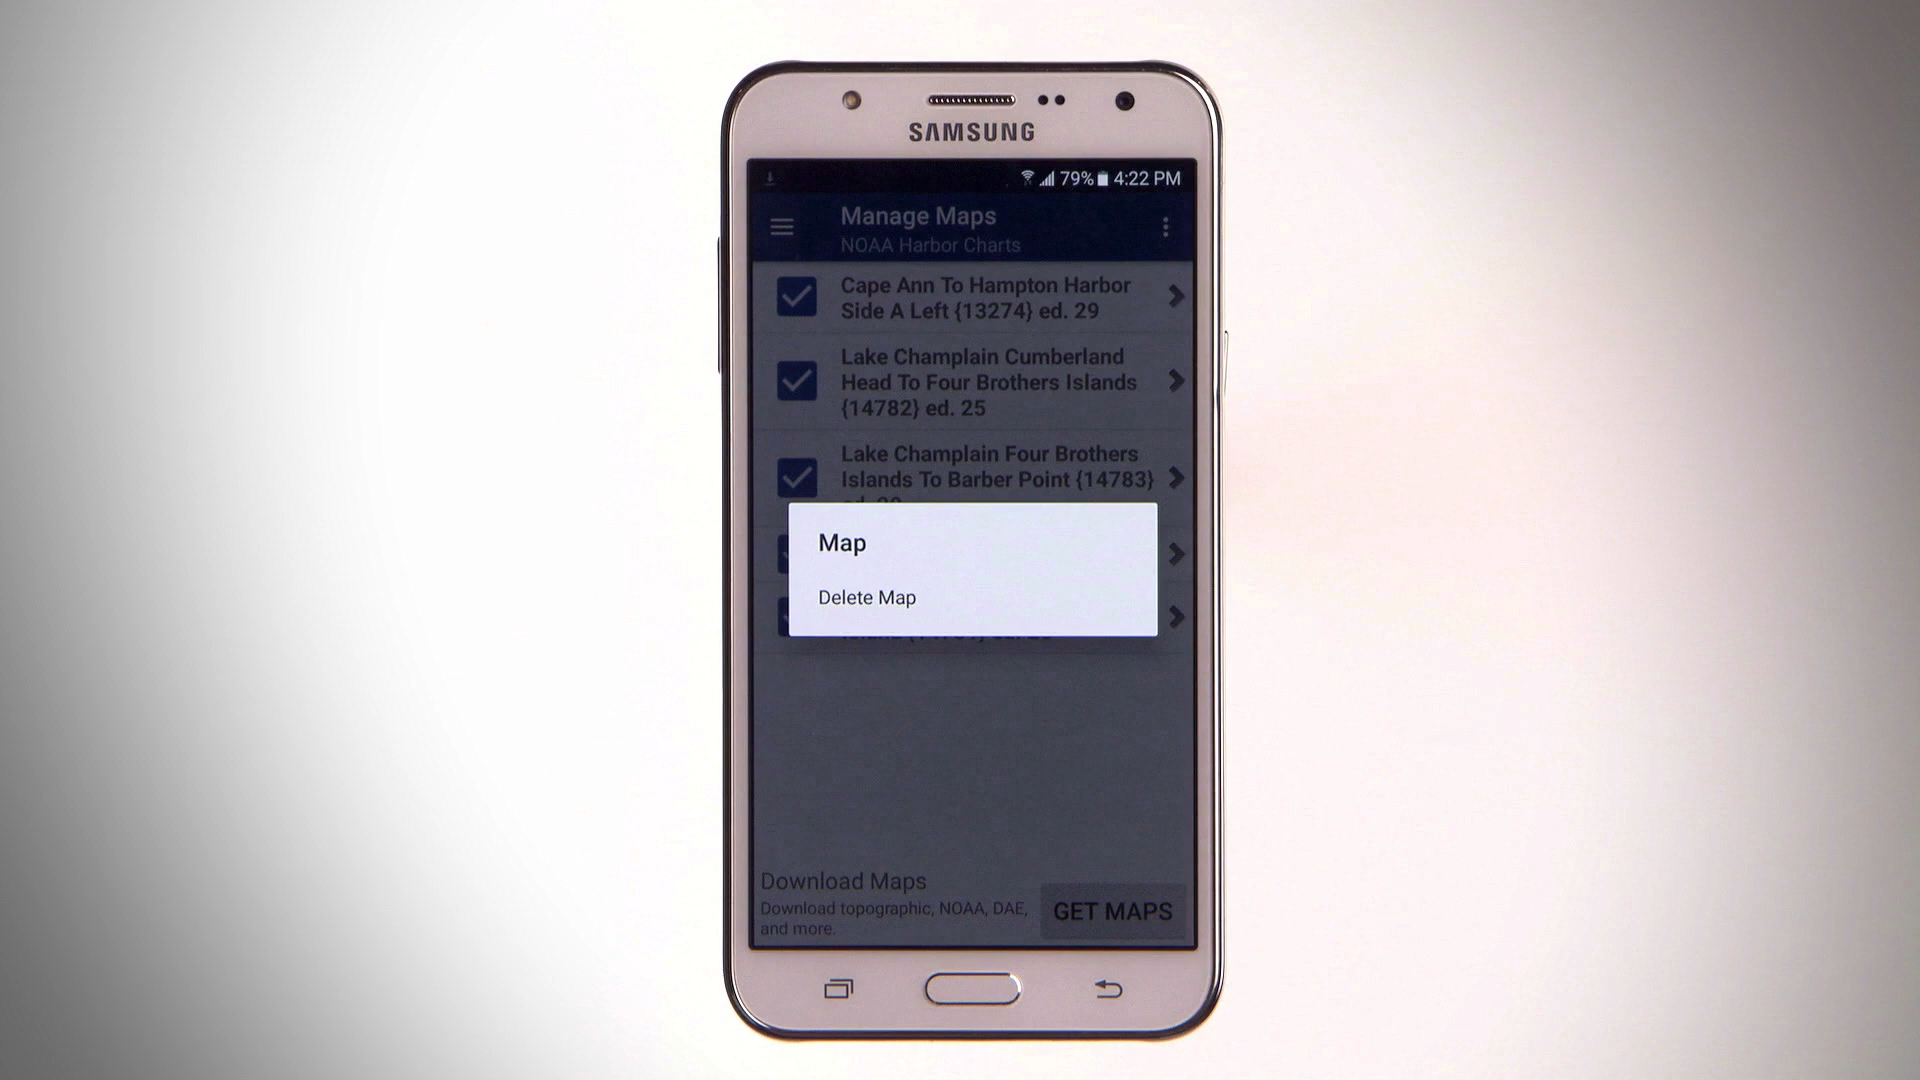 SAMSUNG
79% 4:22 PM
Manage Maps
NOAA Harbor Charts
Cape Ann To Hampton Harbor
Side A Left {13274} ed. 29
Lake Champlain Cumberland
Head To Four Brothers Islands
{14782} ed. 25
Lake Champlain Four Brothers
Islands To Barber Point {14783}
Map
Delete Map
Download Maps
Download topographic, NOAA, DAE,
and more.
GET MAPS